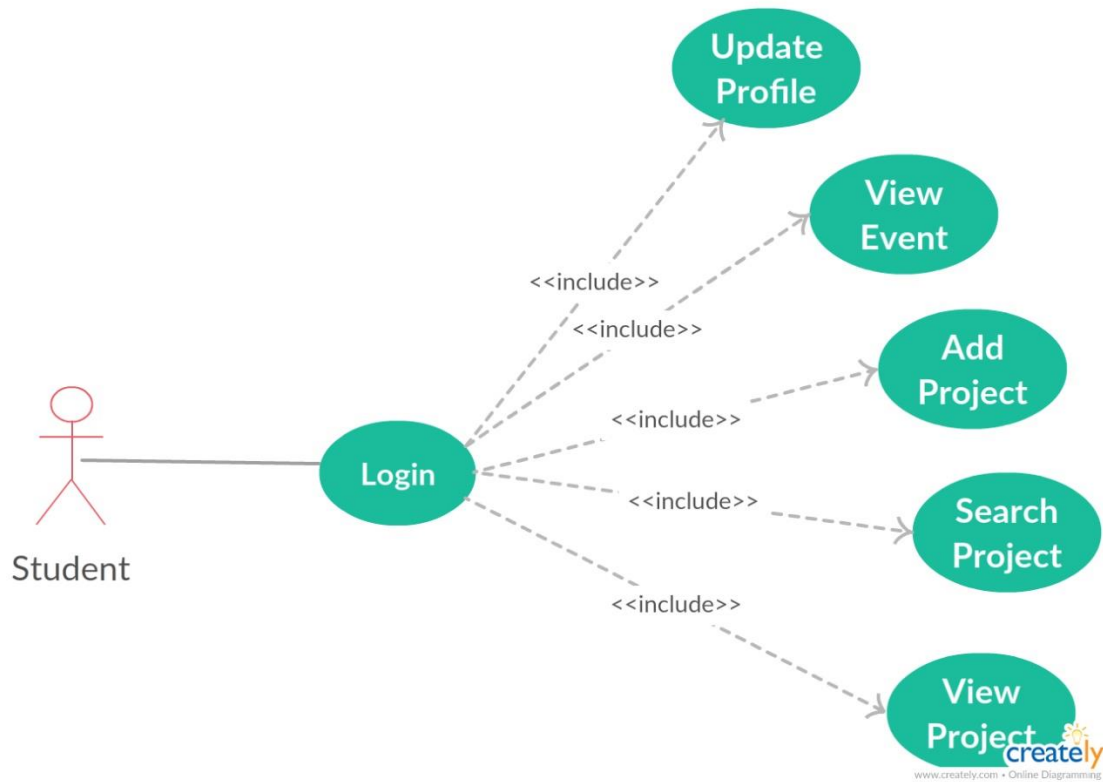 Update
Profile
View
Event
<<include>>
<<include>>
Add
Project
<<include>>
Login
Search
Project
<<include>>
Student
<<include>>
View
Project
creately
www.creately.com • Online Diagramming